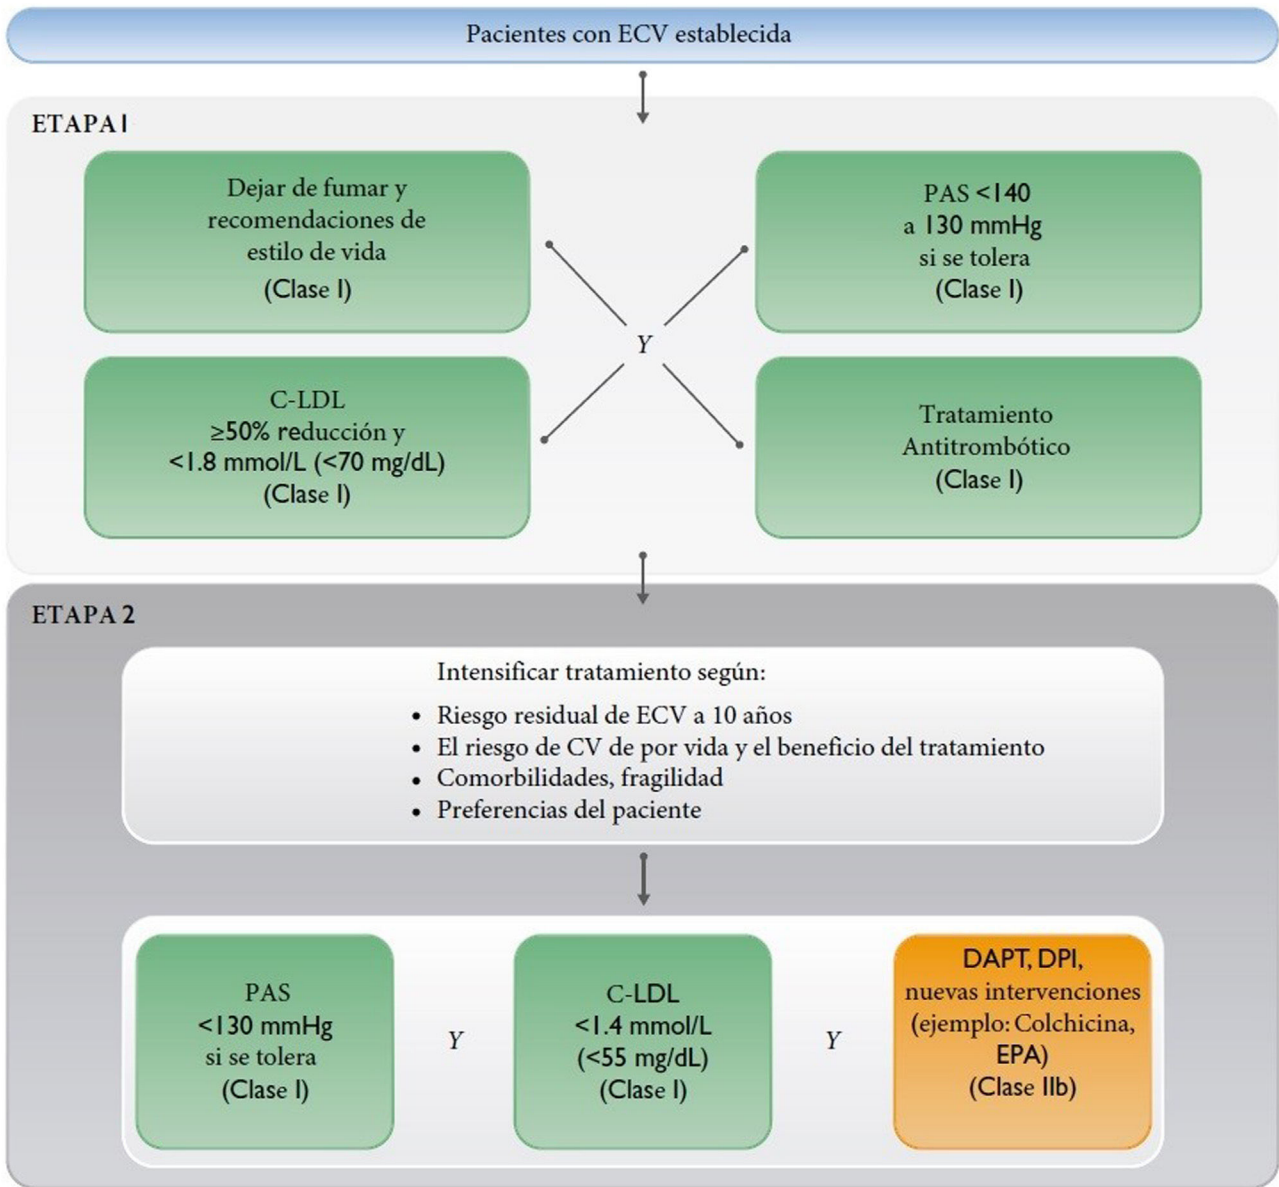 Pacientes con ECV establecida
ETAPA 1
Dejar de fumar y
recomendaciones de
estilo de vida
(Clase I)
PAS <140
a 130 mmHg
si se tolera
(Clase I)
Y
C-LDL
≥50% reducción y
<1.8 mmol/L (<70 mg/dL)
(Clase I)
Tratamiento
Antitrombótico
(Clase I)
ETAPA 2
Intensificar tratamiento según:
• Riesgo residual de ECV a 10 años
• El riesgo de CV de por vida y el beneficio del tratamiento
• Comorbilidades, fragilidad
• Preferencias del paciente
PAS
<130 mmHg
si se tolera
(Clase I)
Y
C-LDL
<1.4 mmol/L
(<55 mg/dL)
(Clase I)
Y
DAPT, DPI,
nuevas intervenciones
(ejemplo: Colchicina,
EPA)
(Clase IIb)